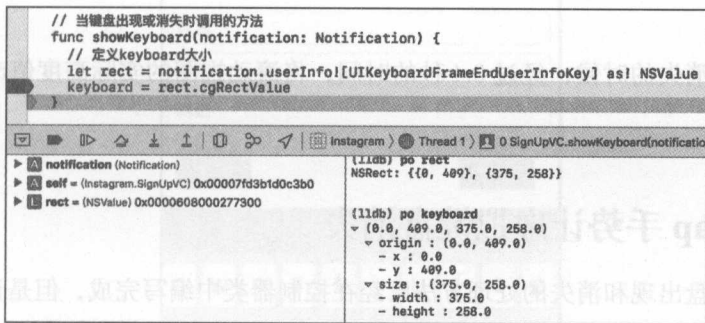 // 当键盘出现或消失时调用的方法
func showKeyboard(notification: Notification) {
// 定义keyboard大小
let rect = notification.userInfo![UIKeyboardFrameEndUserInfoKey] as! NSValue
keyboard = rect.cgRectValue
}
Instagram 〉 Thread 1 〉 0 SignUpVC.showKeyboard(notificatio
▶ A notification (Notification)
▶ A self = (Instagram.SignUpVC) 0x00007fd3b1d0c3b0
▶ L rect = (NSValue) 0x0000608000277300
(lldb) po rect
NSRect: {{0, 409}, {375, 258}}
(lldb) po keyboard
▿ (0.0, 409.0, 375.0, 258.0)
▿ origin : (0.0, 409.0)
- x : 0.0
- y : 409.0
▿ size : (375.0, 258.0)
- width : 375.0
- height : 258.0